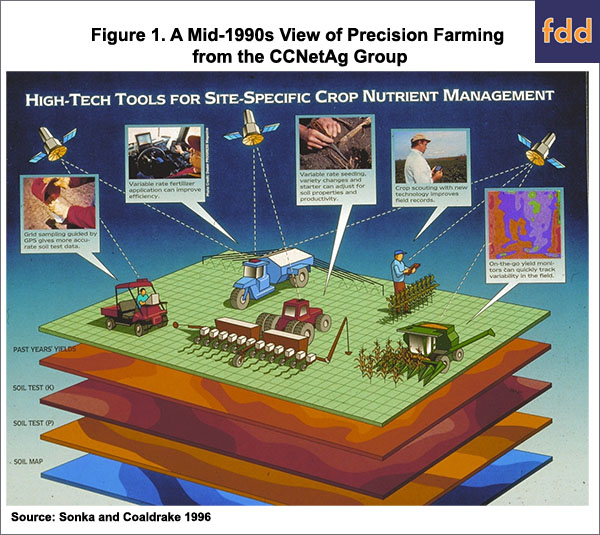 Figure 1. A Mid-1990s View of Precision Farming
from the CCNetAg Group
fdd
HIGH-TECH TOOLS FOR SITE-SPECIFIC CROP NUTRIENT MANAGEMENT
Grid sampling guided by
GPS gives more accu-
rate soil test data.
Variable rate fertilizer
application can improve
efficiency.
Variable rate seeding,
variety changes and
starter can adjust for
soil properties and
productivity.
Crop scouting with new
technology improves
field records.
On-the-go yield moni-
tors can quickly track
variability in the field.
PAST YEARS' YIELDS
SOIL TEST (K)
SOIL TEST (P)
SOIL MAP
Source: Sonka and Coaldrake 1996